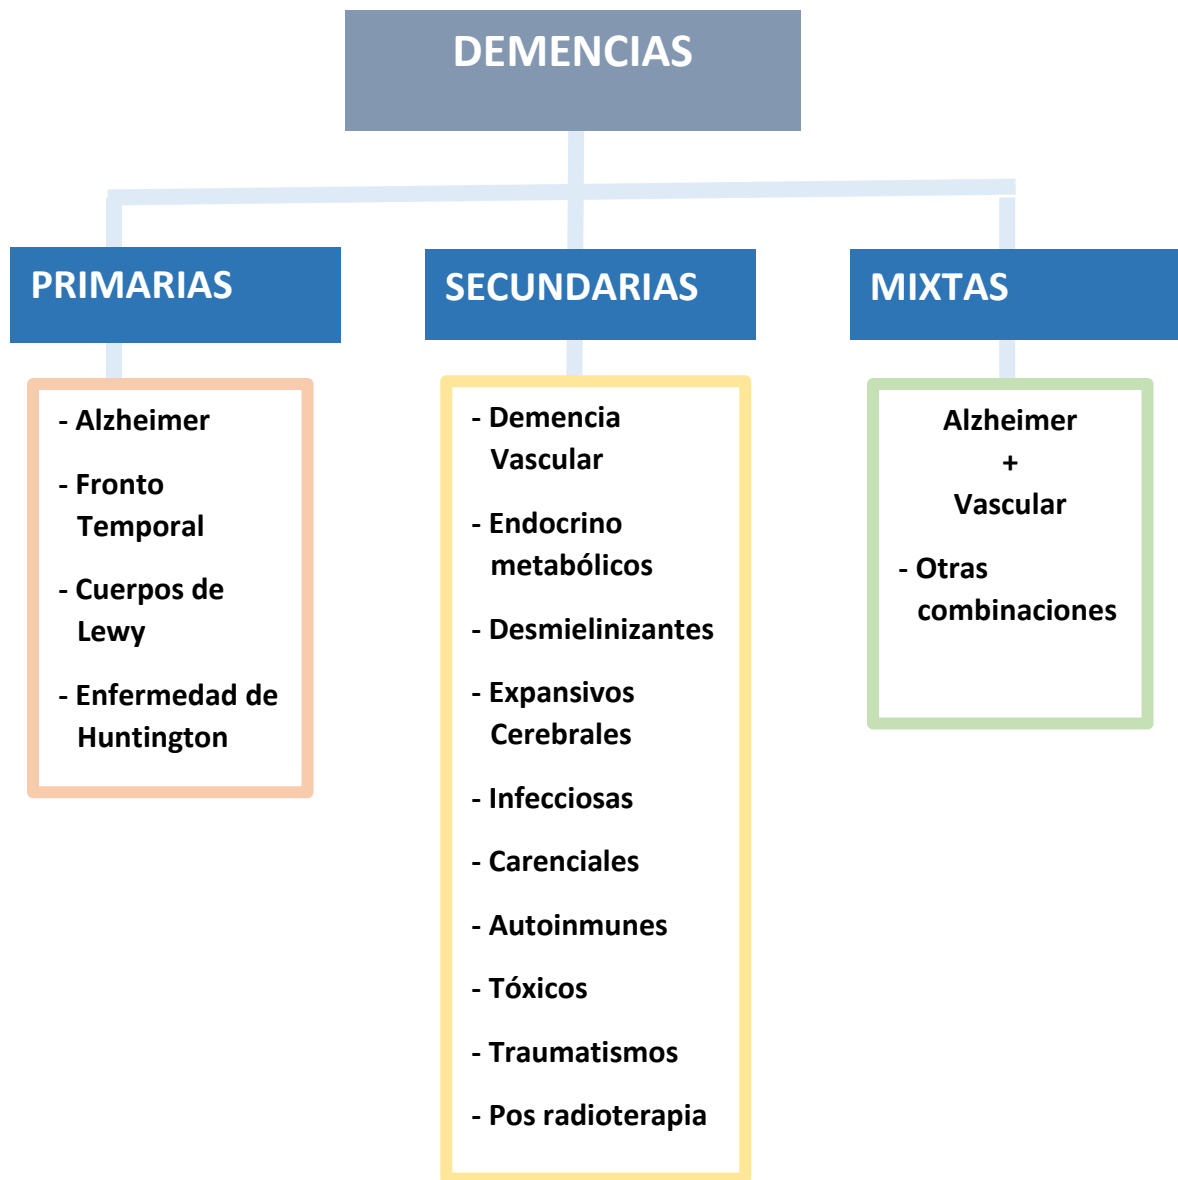 DEMENCIAS
PRIMARIAS
- Alzheimer
- Fronto
Temporal
- Cuerpos de
Lewy
- Enfermedad de
Huntington
SECUNDARIAS
- Demencia
Vascular
- Endocrino
metabólicos
- Desmielinizantes
- Expansivos
Cerebrales
- Infecciosas
- Carenciales
- Autoinmunes
- Tóxicos
- Traumatismos
- Pos radioterapia
MIXTAS
Alzheimer
+
Vascular
- Otras
combinaciones